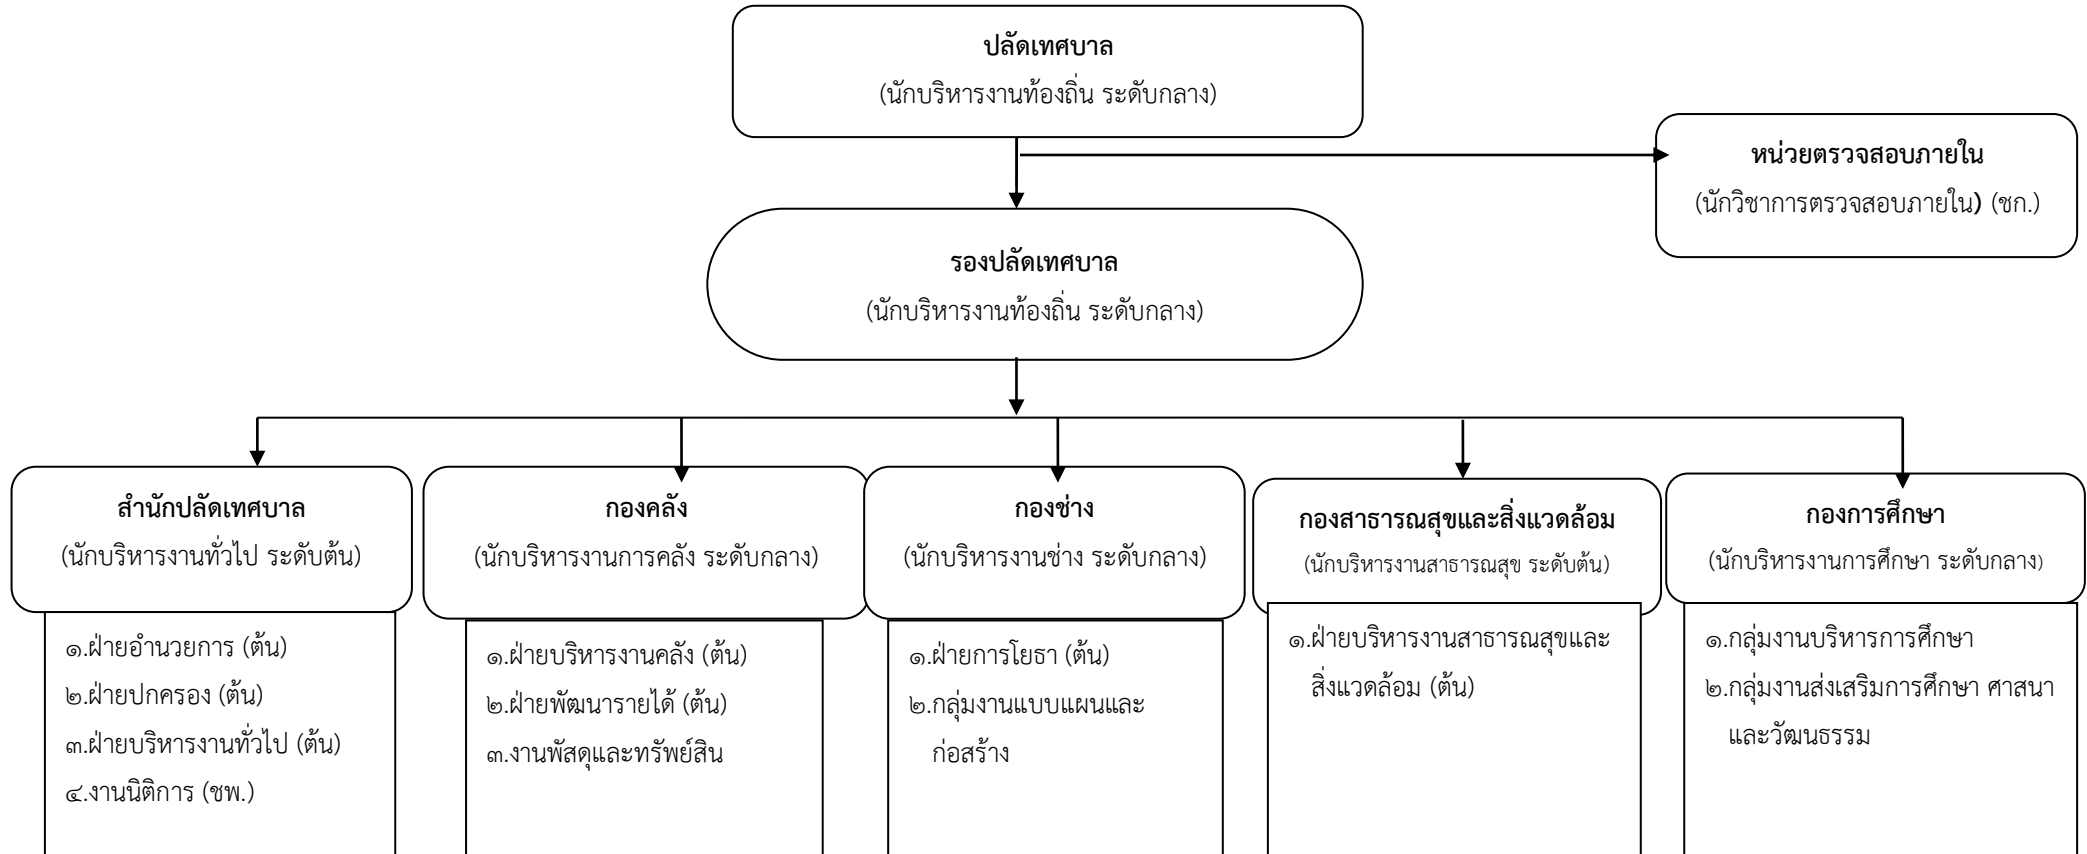 ปลัดเทศบาล
(นักบริหารงานท้องถิ่น ระดับกลาง)
หน่วยตรวจสอบภายใน
(นักวิชาการตรวจสอบภายใน) (ชก.)
รองปลัดเทศบาล
(นักบริหารงานท้องถิ่น ระดับกลาง)
สำนักปลัดเทศบาล
(นักบริหารงานทั่วไป ระดับต้น)
๑.ฝ่ายอำนวยการ (ต้น)
๒.ฝ่ายปกครอง (ต้น)
๓.ฝ่ายบริหารงานทั่วไป (ต้น)
๔.งานนิติการ (ชพ.)
กองคลัง
(นักบริหารงานการคลัง ระดับกลาง)
๑.ฝ่ายบริหารงานคลัง (ต้น)
๒.ฝ่ายพัฒนารายได้ (ต้น)
๓.งานพัสดุและทรัพย์สิน
กองช่าง
(นักบริหารงานช่าง ระดับกลาง)
๑.ฝ่ายการโยธา (ต้น)
๒.กลุ่มงานแบบแผนและ
ก่อสร้าง
กองสาธารณสุขและสิ่งแวดล้อม
(นักบริหารงานสาธารณสุข ระดับต้น)
๑.ฝ่ายบริหารงานสาธารณสุขและ
สิ่งแวดล้อม (ต้น)
กองการศึกษา
(นักบริหารงานการศึกษา ระดับกลาง)
๑.กลุ่มงานบริหารการศึกษา
๒.กลุ่มงานส่งเสริมการศึกษา ศาสนา
และวัฒนธรรม